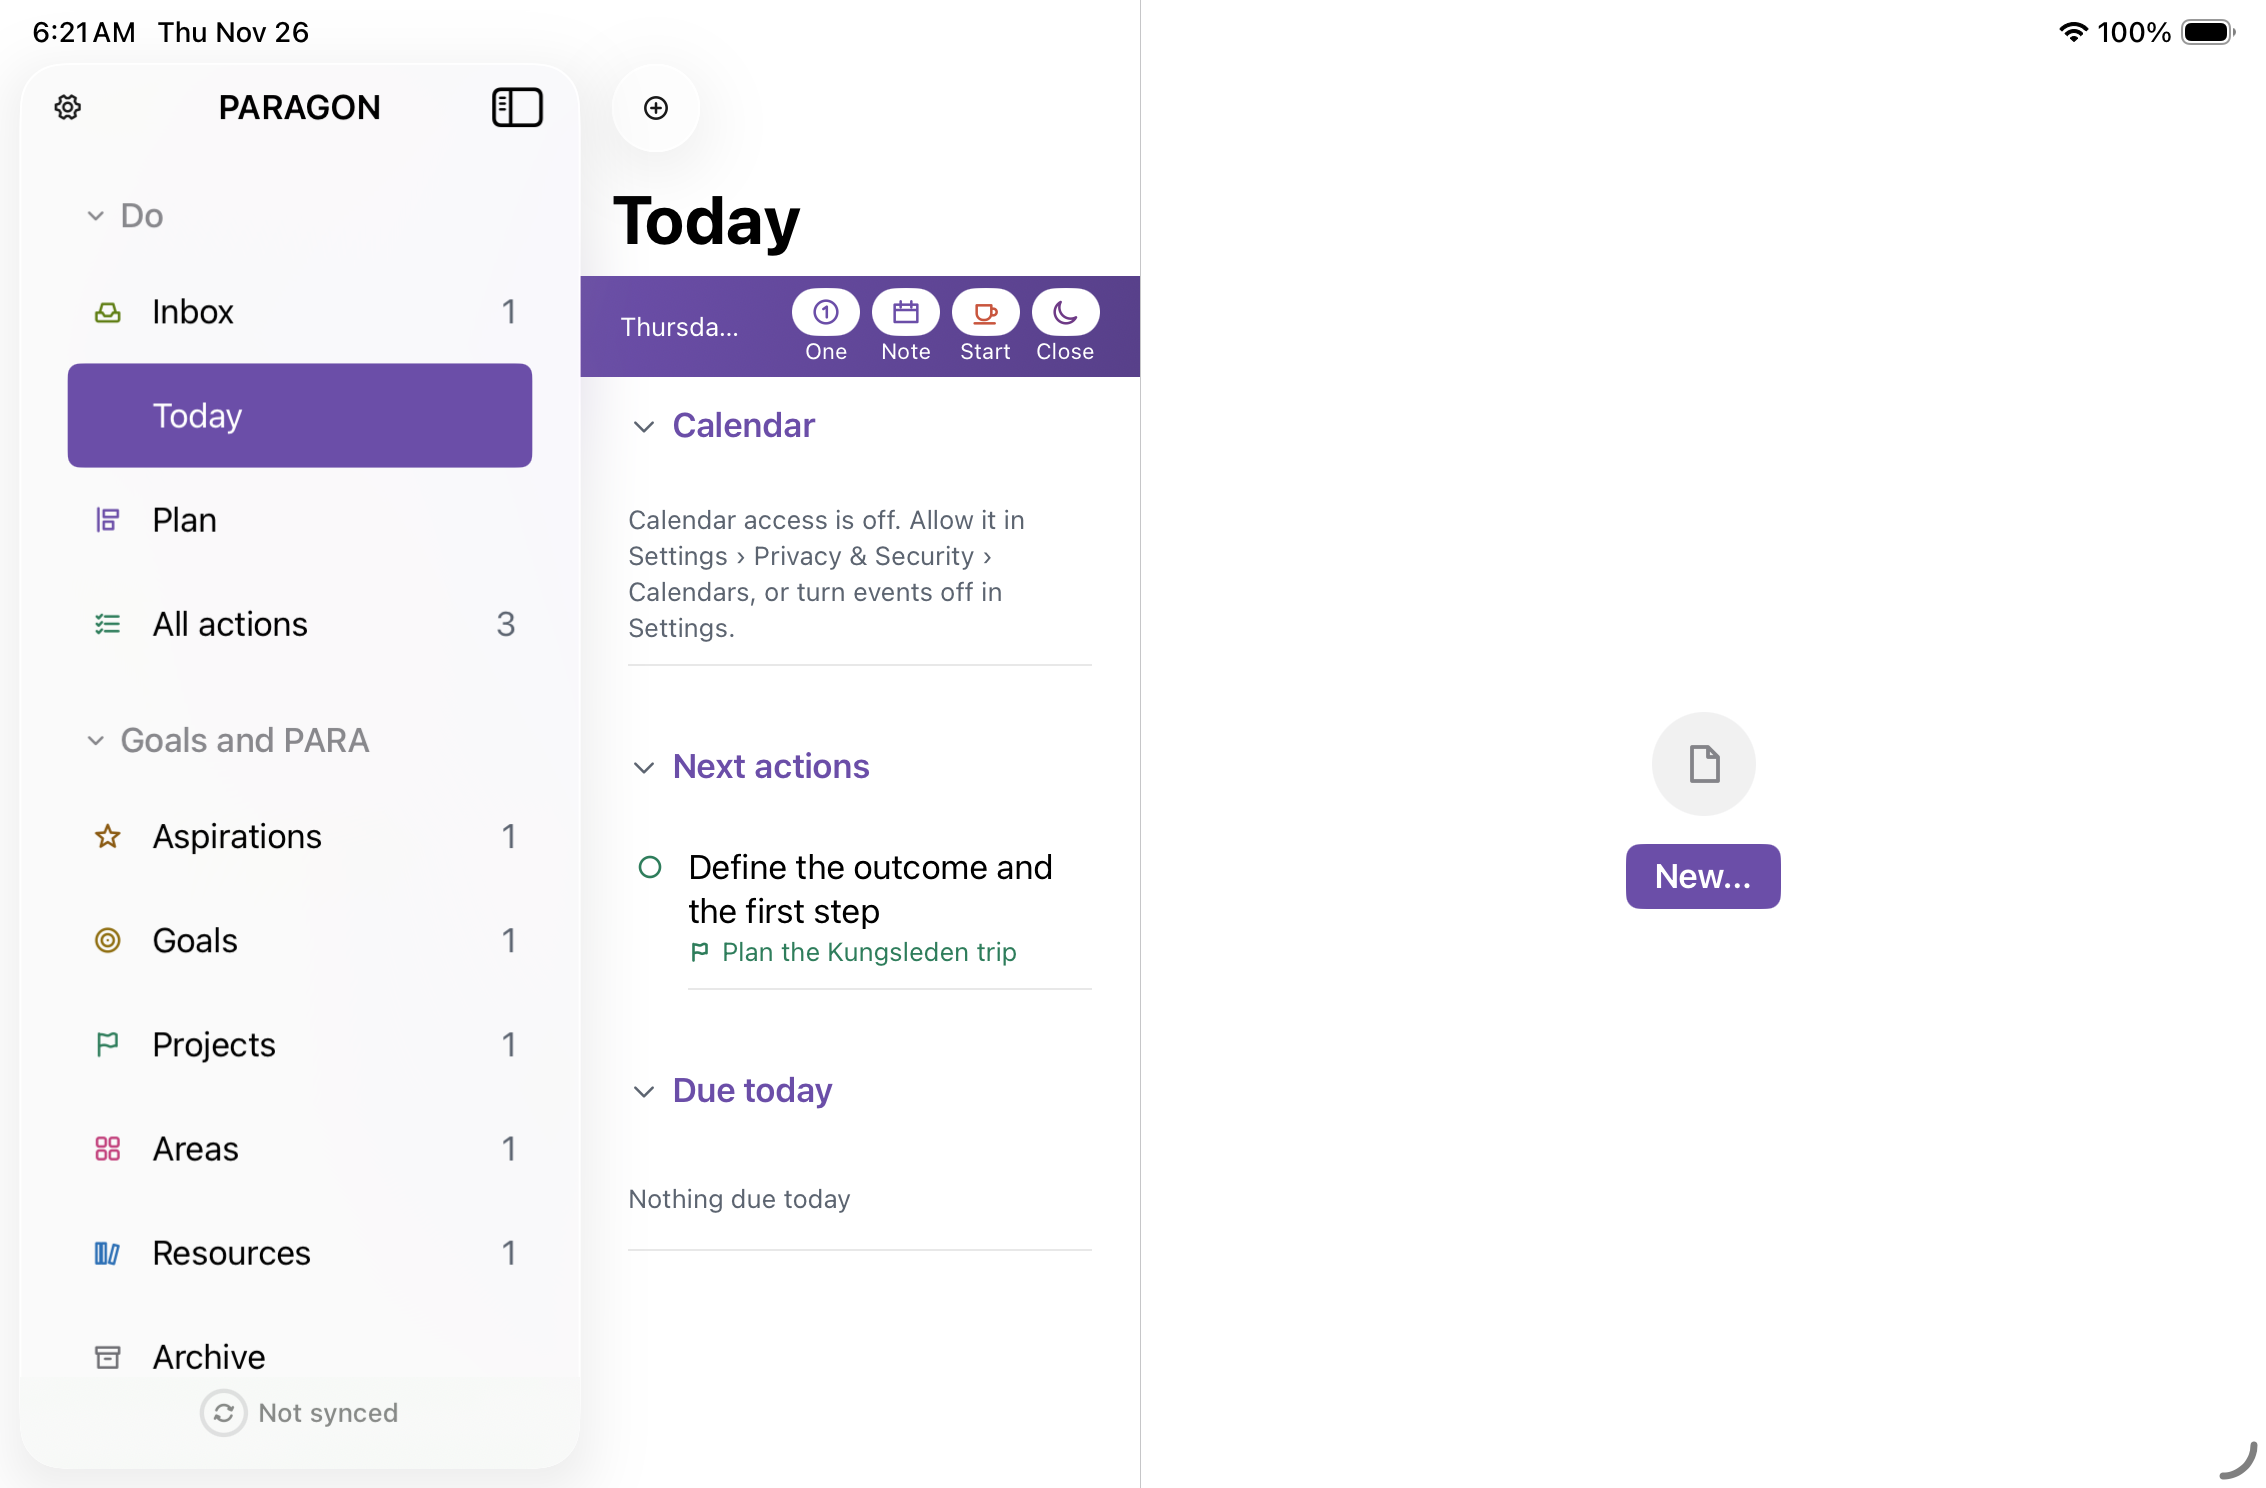 6:21 AM Thu Nov 26
100%
PARAGON
Do
Inbox 1
Today
Plan
All actions 3
Goals and PARA
Aspirations 1
Goals 1
Projects 1
Areas 1
Resources 1
Archive
Not synced
Today
Thursda...
One
Note
Start
Close
Calendar
Calendar access is off. Allow it in
Settings › Privacy & Security ›
Calendars, or turn events off in
Settings.
Next actions
Define the outcome and
the first step
Plan the Kungsleden trip
Due today
Nothing due today
New...